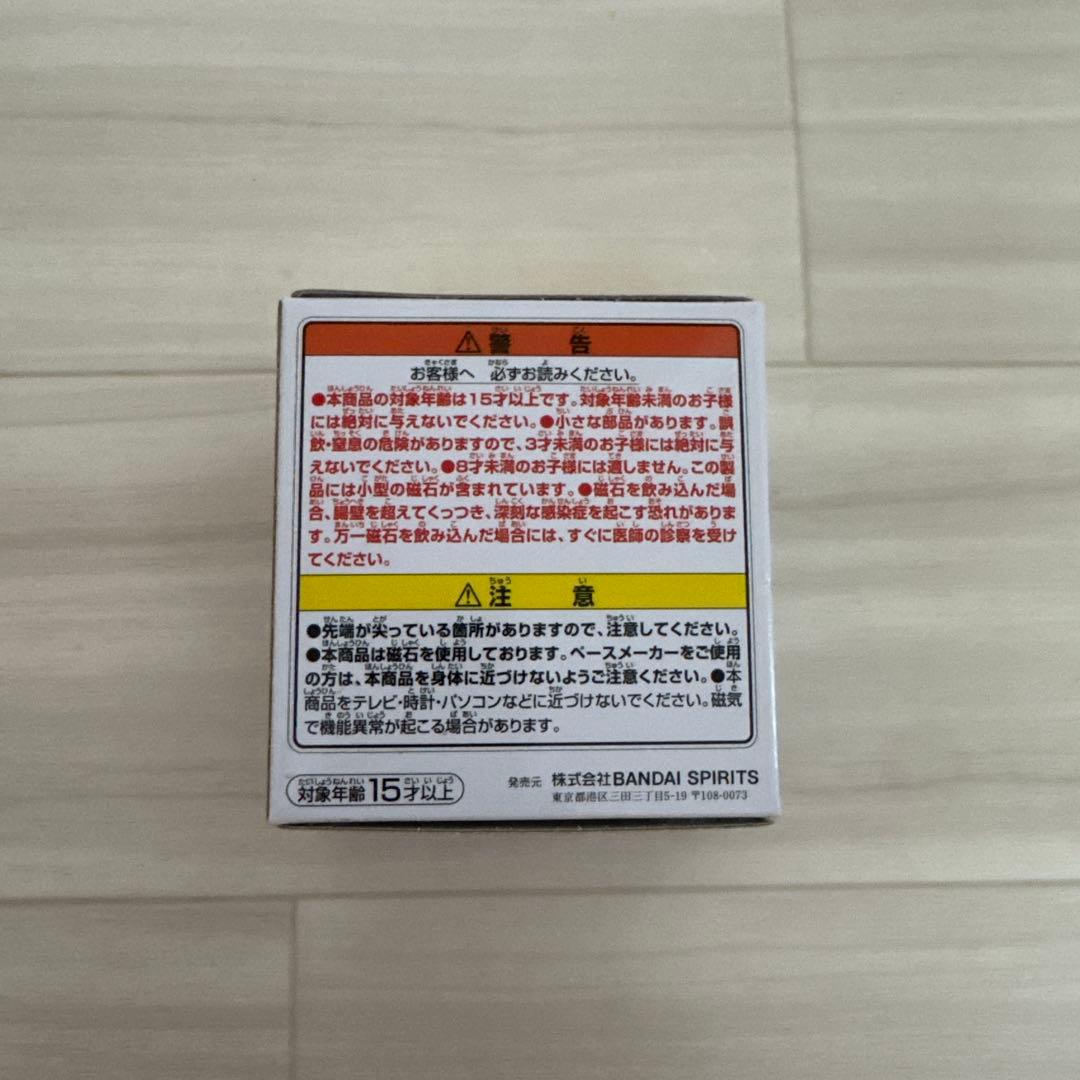 ⚠警告
お客様へ 必ずお読みください。
●本商品の対象年齢は15才以上です。対象年齢未満のお子様
には絶対に与えないでください。●小さな部品があります。誤
飲・窒息の危険がありますので、3才未満のお子様には絶対に与
えないでください。●8才未満のお子様には適しません。この製
品には小型の磁石が含まれています。●磁石を飲み込んだ場
合、腸壁を超えてくっつき、深刻な感染症を起こす恐れがありま
す。万一磁石を飲み込んだ場合には、すぐに医師の診察を受け
てください。
⚠注意
●先端が尖っている箇所がありますので、注意してください。
●本商品は磁石を使用しております。ペースメーカーをご使用
の方は、本商品を身体に近づけないようご注意ください。●本
商品をテレビ・時計・パソコンなどに近づけないでください。磁気
で機能異常が起こる場合があります。
対象年齢15才以上
発売元 株式会社BANDAI SPIRITS
東京都港区三田三丁目5-19 〒108-0073